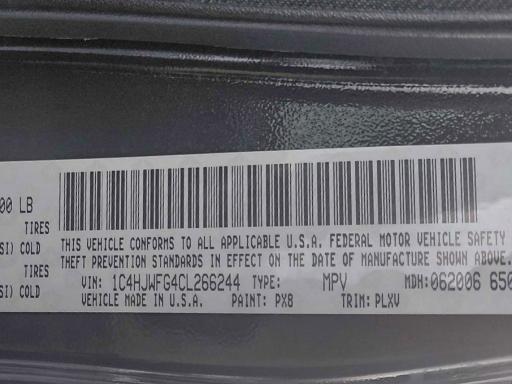 00 LB
TIRES
SI) COLD
TIRES
SI) COLD
THIS VEHICLE CONFORMS TO ALL APPLICABLE U.S.A. FEDERAL MOTOR VEHICLE SAFETY
THEFT PREVENTION STANDARDS IN EFFECT ON THE DATE OF MANUFACTURE SHOWN ABOVE.
VIN: 1C4HJWFG4CL266244 TYPE: MPV MDH: 062006 650
VEHICLE MADE IN U.S.A. PAINT: PX8 TRIM: PLXV